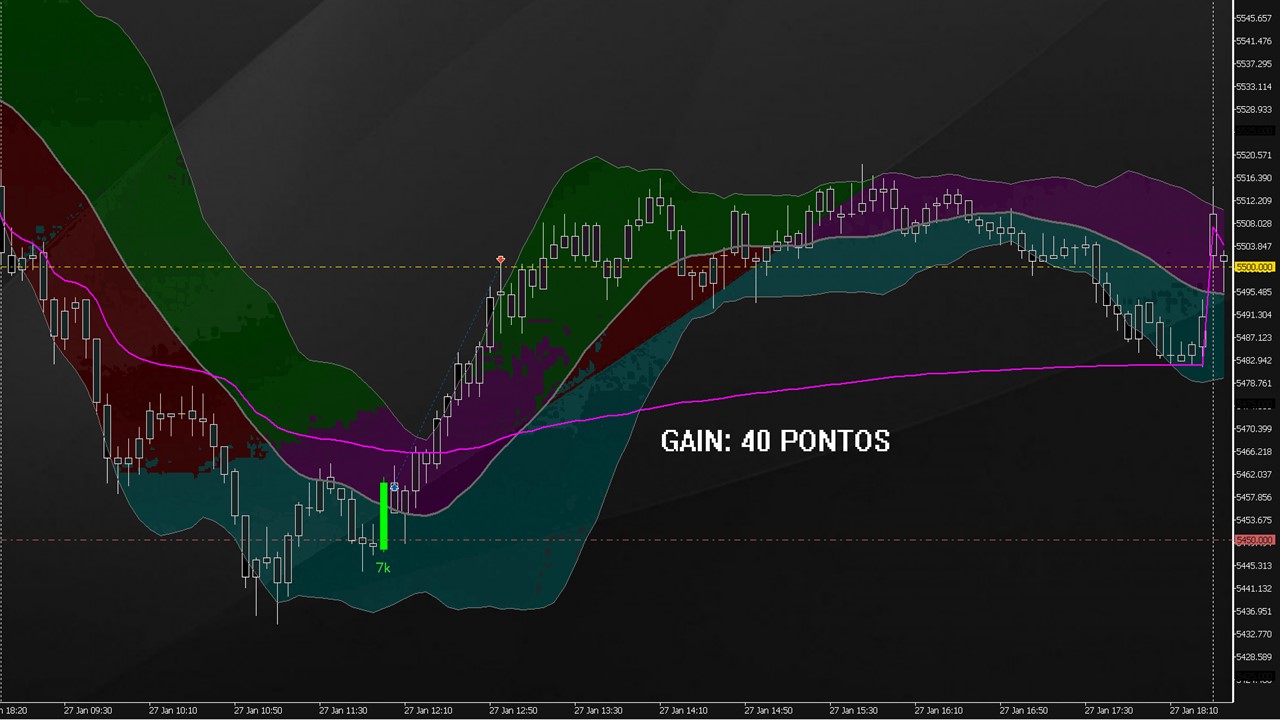 5545.657
5541.476
5537.295
5533.114
5528.933
5520.571
5516.390
5512.209
5508.028
5503.847
5500.000
5495.485
5491.304
5487.123
5482.942
5478.761
GAIN: 40 PONTOS
5470.399
5466.218
5462.037
5457.856
5453.675
5450.000
7k
5445.313
5441.132
5436.951
5432.770
5428.599
18:20
27 Jan 09:30
27 Jan 10:10
27 Jan 10:50
27 Jan 11:30
27 Jan 12:10
27 Jan 12:50
27 Jan 13:30
27 Jan 14:10
27 Jan 14:50
27 Jan 15:30
27 Jan 16:10
27 Jan 16:50
27 Jan 17:30
27 Jan 18:10